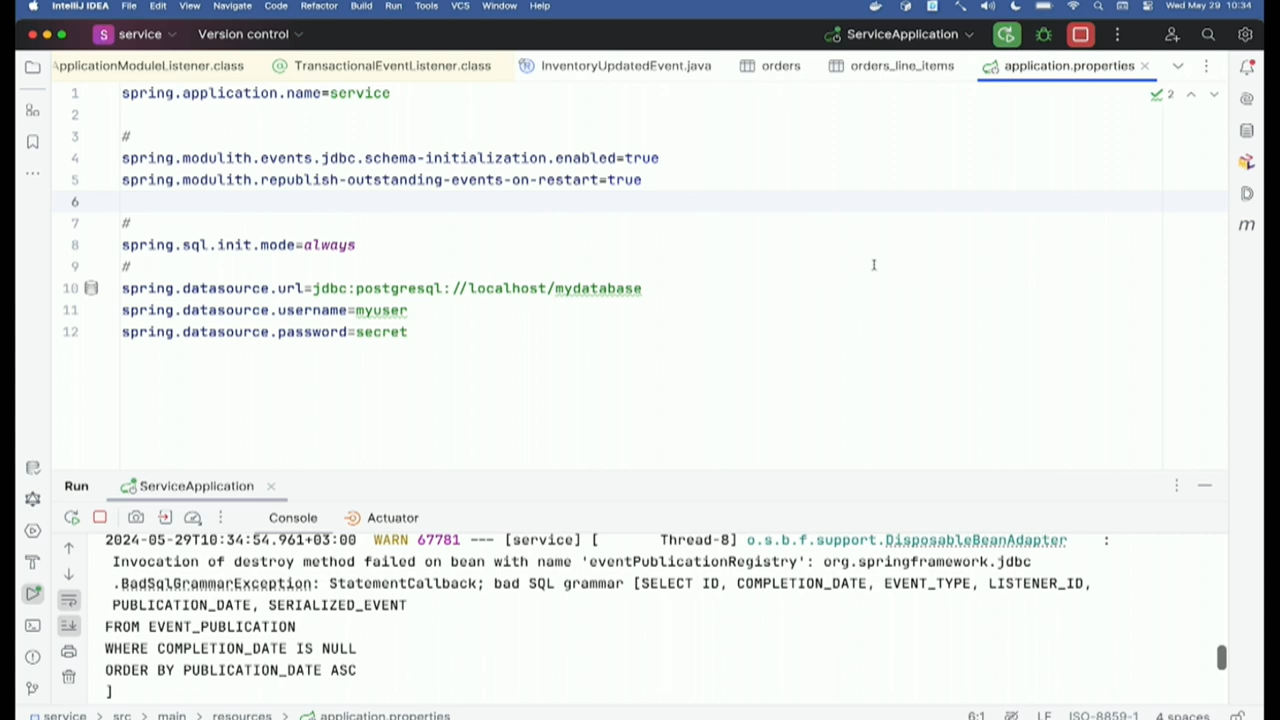 IntelliJ IDEA File Edit View Navigate Code Refactor Build Run Tools VCS Window Help Wed May 29 10:34
S service Version control ServiceApplication
ApplicationModuleListener.class TransactionalEventListener.class InventoryUpdatedEvent.java orders orders_line_items application.properties
1 spring.application.name=service 2
2
3 #
4 spring.modulith.events.jdbc.schema-initialization.enabled=true
5 spring.modulith.republish-outstanding-events-on-restart=true
6
7 #
8 spring.sql.init.mode=always
9 #
10 spring.datasource.url=jdbc:postgresql://localhost/mydatabase
11 spring.datasource.username=myuser
12 spring.datasource.password=secret
Run ServiceApplication
Console Actuator
2024-05-29T10:34:54.961+03:00 WARN 67781 --- [service] [ Thread-8] o.s.b.f.support.DisposableBeanAdapter :
Invocation of destroy method failed on bean with name 'eventPublicationRegistry': org.springframework.jdbc
.BadSqlGrammarException: StatementCallback; bad SQL grammar [SELECT ID, COMPLETION_DATE, EVENT_TYPE, LISTENER_ID,
PUBLICATION_DATE, SERIALIZED_EVENT
FROM EVENT_PUBLICATION
WHERE COMPLETION_DATE IS NULL
ORDER BY PUBLICATION_DATE ASC
]
service > src > main > resources > application.properties 6:1 LF ISO-8859-1 4 spaces